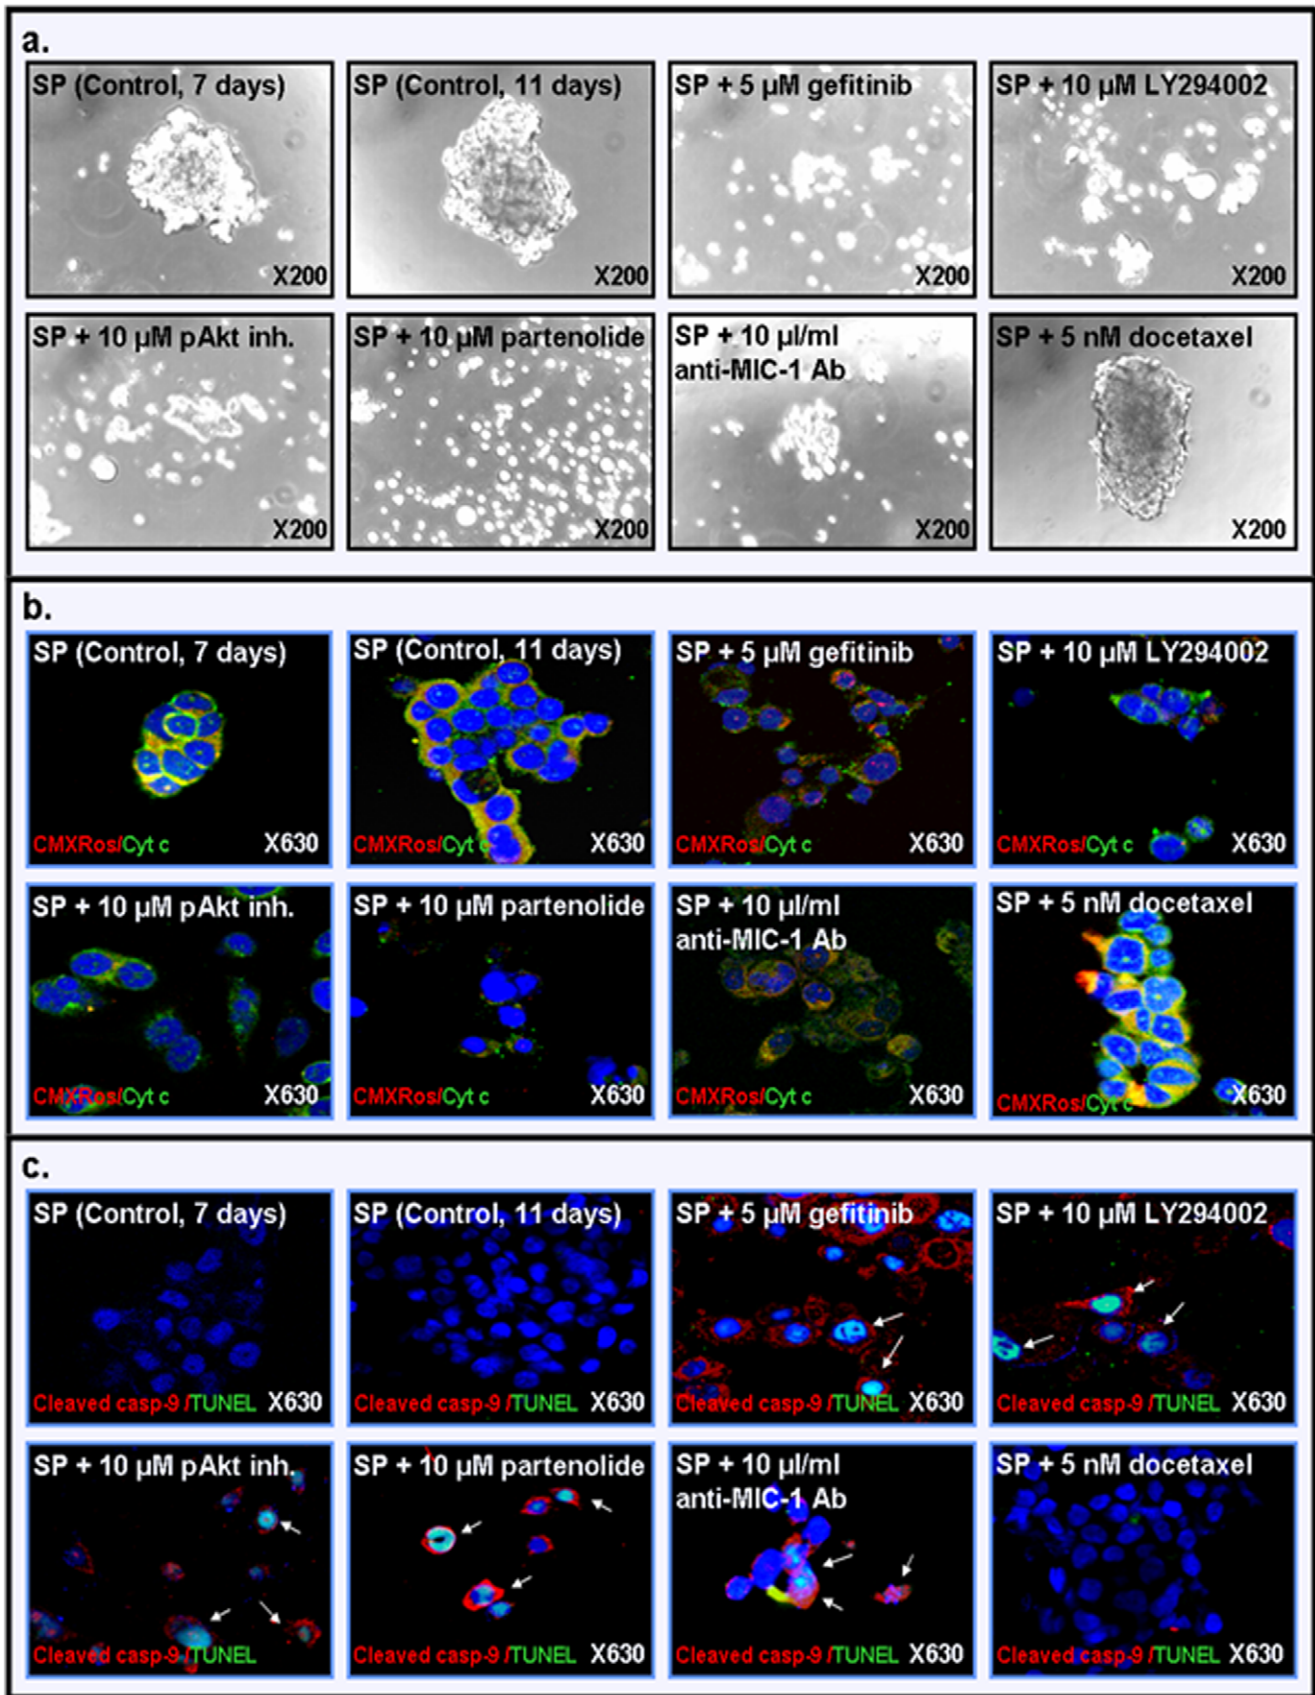 a.
SP (Control, 7 days)
X200
SP (Control, 11 days)
X200
SP + 5 µM gefitinib
X200
SP + 10 µM LY294002
X200
SP + 10 µM pAkt inh.
X200
SP + 10 µM partenolide
X200
SP + 10 µl/ml
anti-MIC-1 Ab
X200
SP + 5 nM docetaxel
X200
b.
SP (Control, 7 days)
CMXRos/Cyt c X630
SP (Control, 11 days)
CMXRos/Cyt c X630
SP + 5 µM gefitinib
CMXRos/Cyt c X630
SP + 10 µM LY294002
CMXRos/Cyt c X630
SP + 10 µM pAkt inh.
CMXRos/Cyt c X630
SP + 10 µM partenolide
CMXRos/Cyt c X630
SP + 10 µl/ml
anti-MIC-1 Ab
CMXRos/Cyt c X630
SP + 5 nM docetaxel
CMXRos/Cyt c X630
c.
SP (Control, 7 days)
Cleaved casp-9 /TUNEL X630
SP (Control, 11 days)
Cleaved casp-9 /TUNEL X630
SP + 5 µM gefitinib
Cleaved casp-9 /TUNEL X630
SP + 10 µM LY294002
Cleaved casp-9 /TUNEL X630
SP + 10 µM pAkt inh.
Cleaved casp-9 /TUNEL
SP + 10 µM partenolide
Cleaved casp-9 /TUNEL X630
SP + 10 µl/ml
anti-MIC-1 Ab
Cleaved casp-9 /TUNEL X630
SP + 5 nM docetaxel
Cleaved casp-9 /TUNEL X630